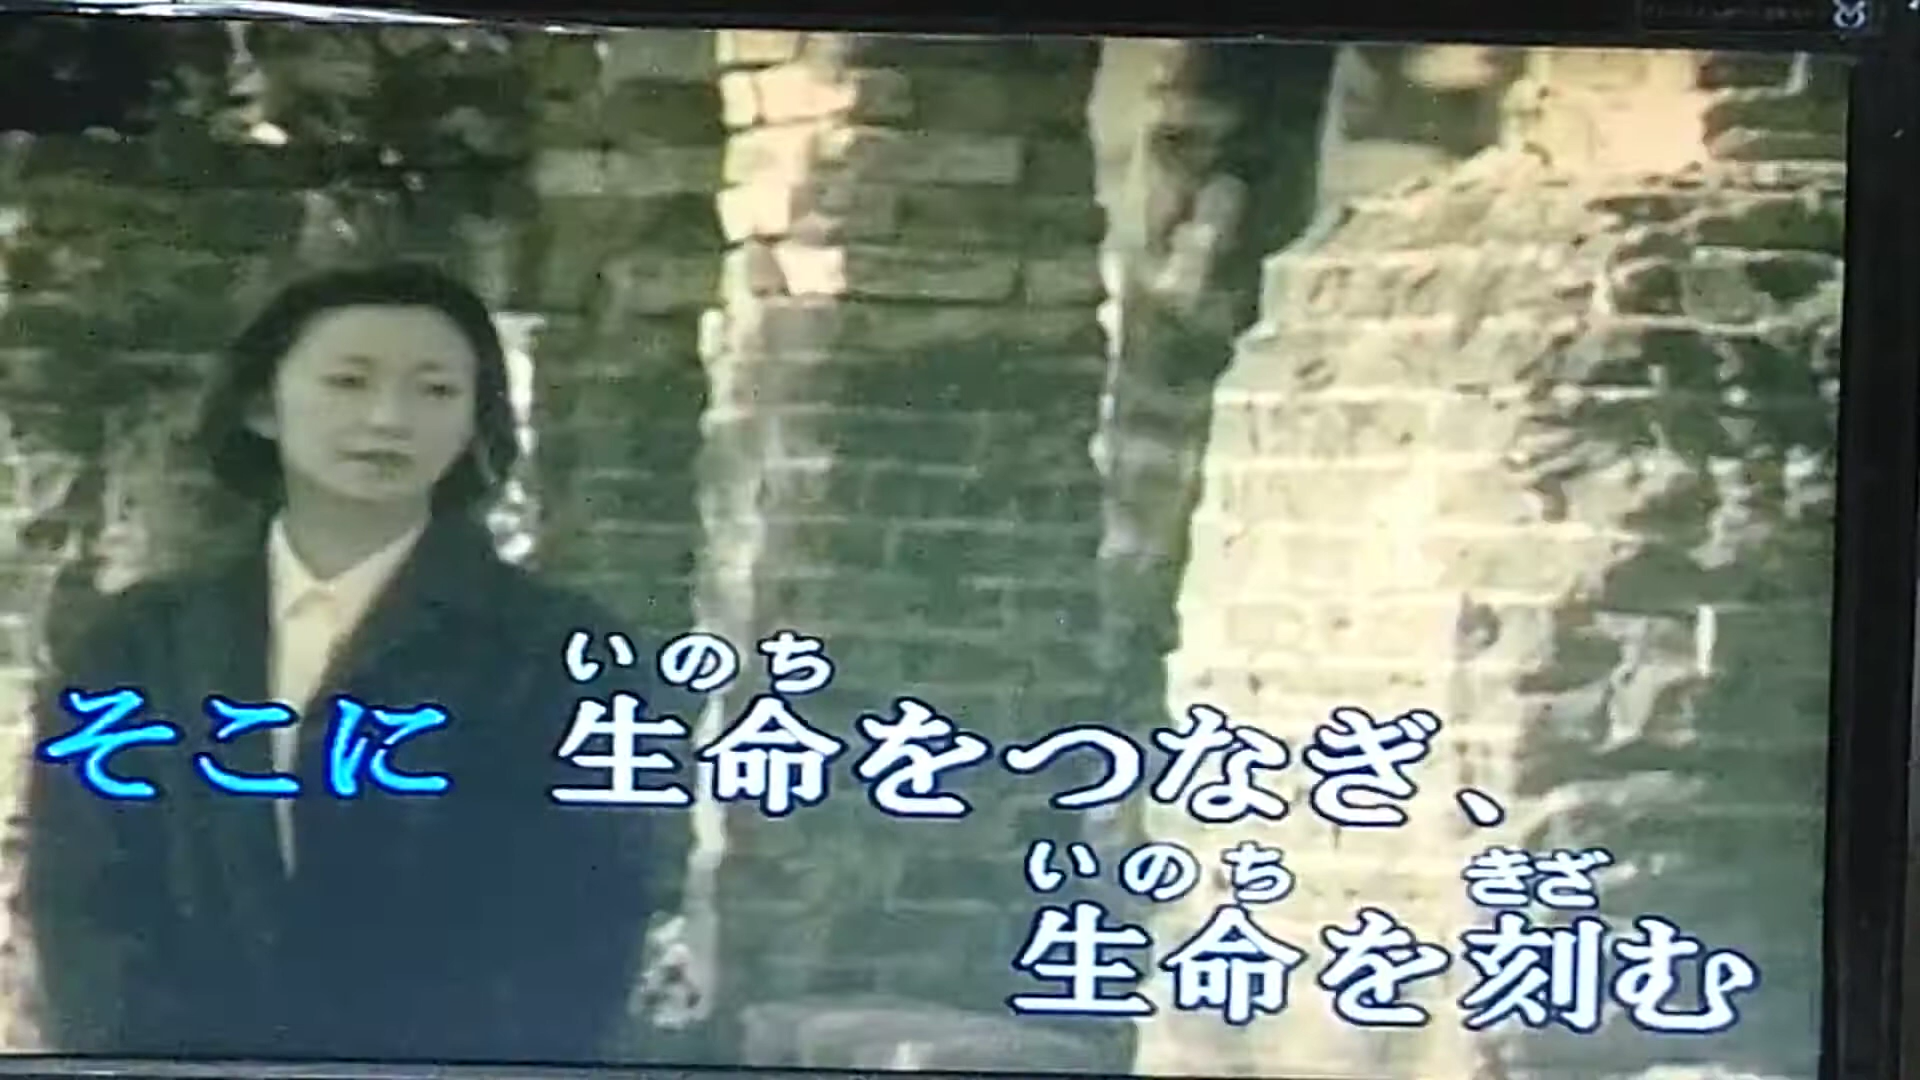 いのち
そこに 生命をつなぎ、
いのち きざ
生命を刻む